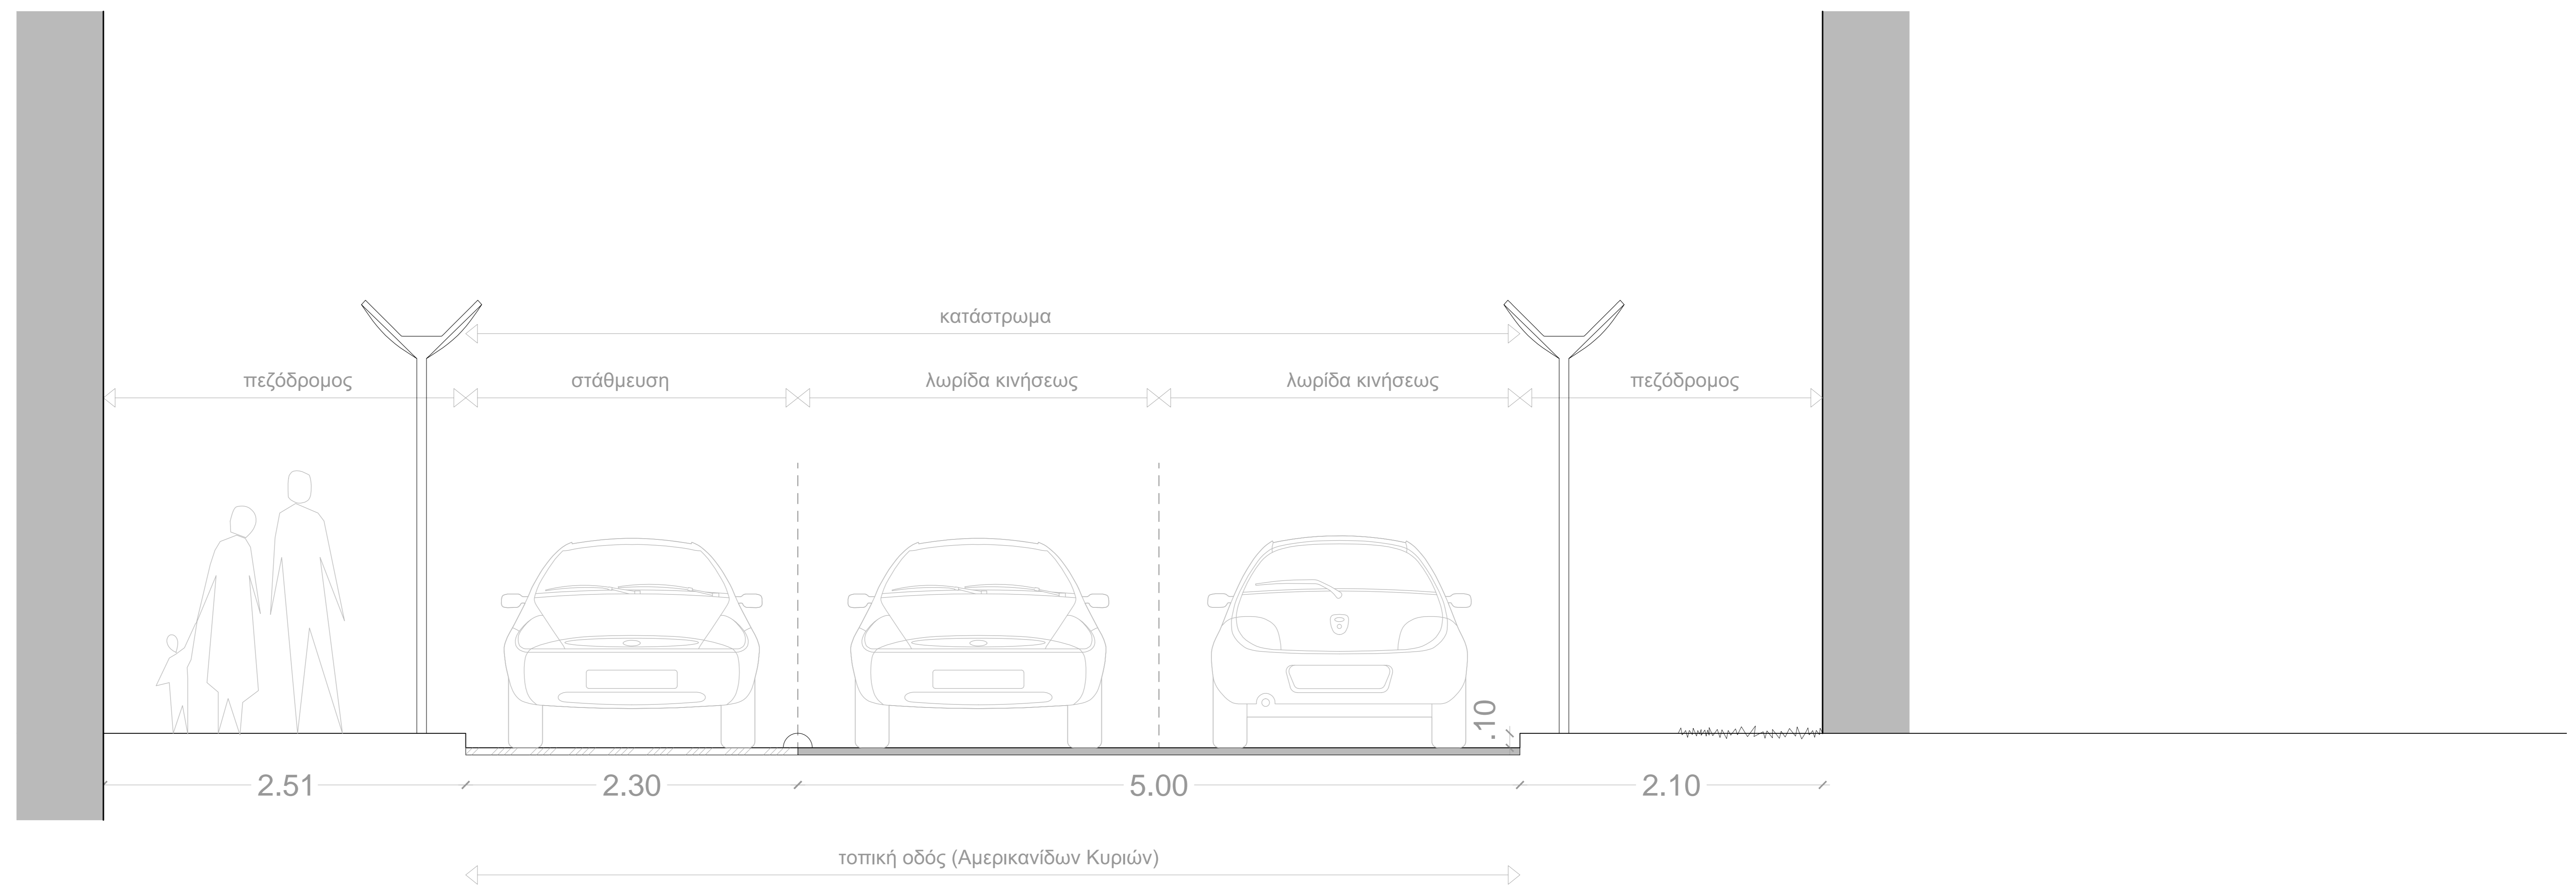 κατάστρωμα
πεζόδρομος
στάθμευση
λωρίδα κινήσεως
λωρίδα κινήσεως
πεζόδρομος
.10
2.51
2.30
5.00
2.10
τοπική οδός (Αμερικανίδων Κυριών)